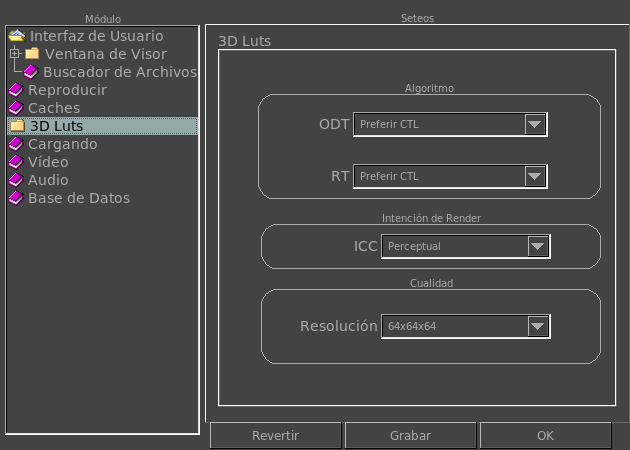 Módulo
Interfaz de Usuario
Ventana de Visor
Buscador de Archivos
Reproducir
Caches
3D Luts
Cargando
Vídeo
Audio
Base de Datos
Seteos
3D Luts
Algoritmo
ODT Preferir CTL
RT Preferir CTL
Intención de Render
ICC Perceptual
Cualidad
Resolución 64x64x64
Revertir Grabar OK